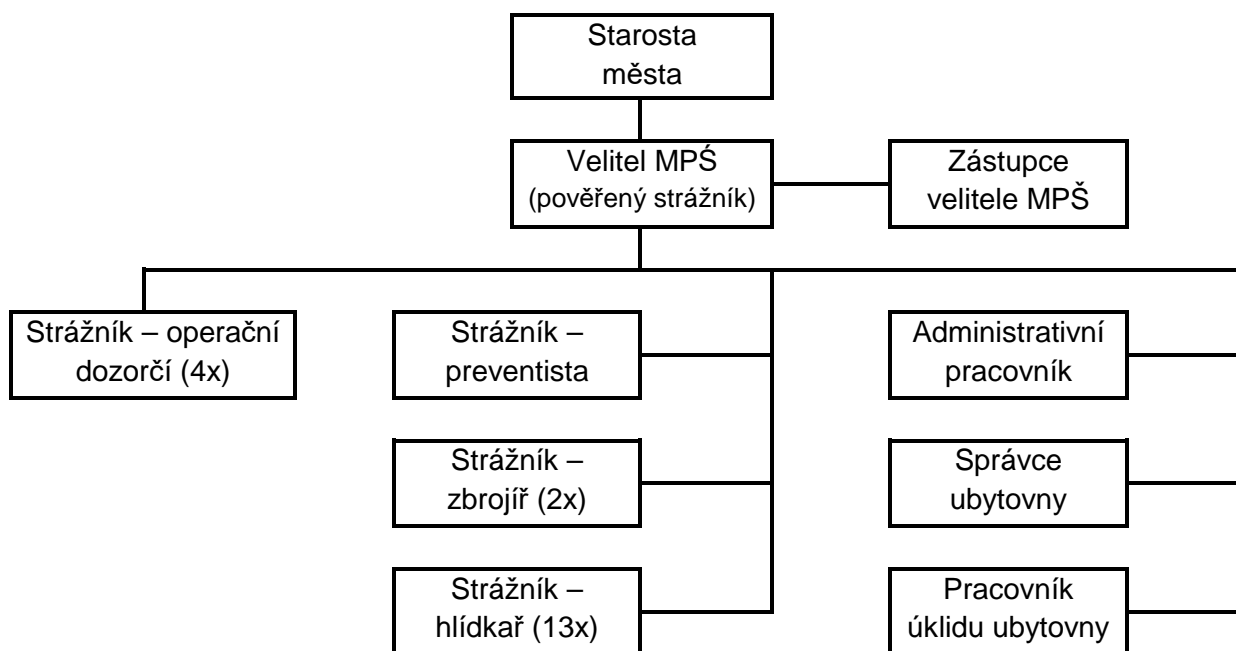 Starosta
města
Velitel MPŚ
(pověřený strážník)
Zástupce
velitele MPŠ
Strážník – operační
dozorčí (4x)
Strážník –
preventista
Administrativní
pracovník
Strážník –
zbrojíř (2x)
Správce
ubytovny
Strážník –
hlídkař (13x)
Pracovník
úklidu ubytovny